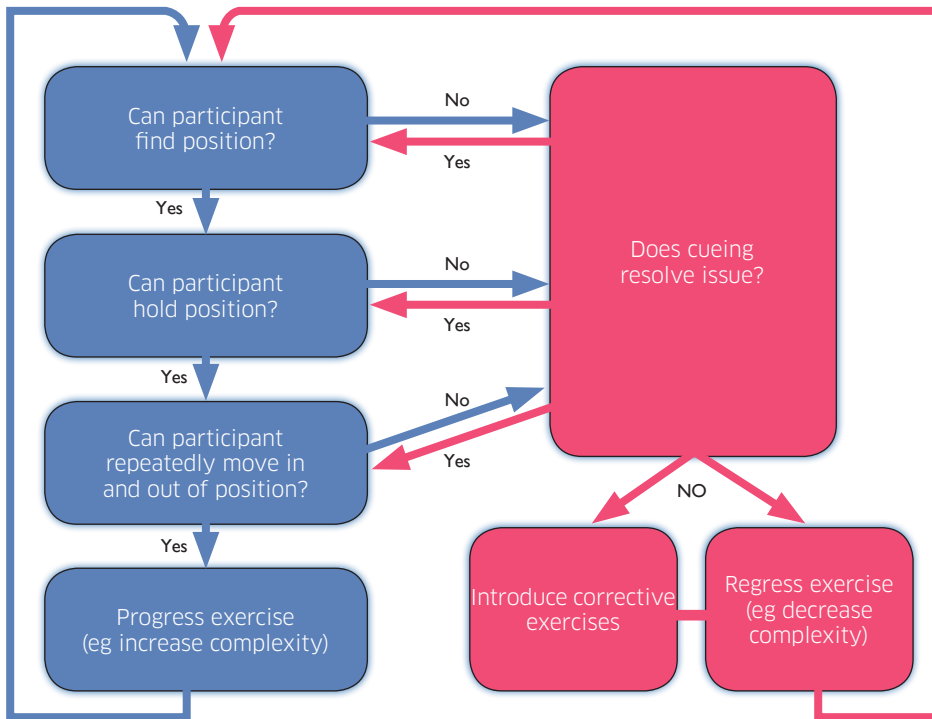 Can participant
find position?
No
Yes
Yes
Can participant
hold position?
No
Yes
Yes
Can participant
repeatedly move in
and out of position?
No
Yes
Yes
Progress exercise
(eg increase complexity)
Does cueing
resolve issue?
NO
Introduce corrective
exercises
Regress exercise
(eg decrease
complexity)